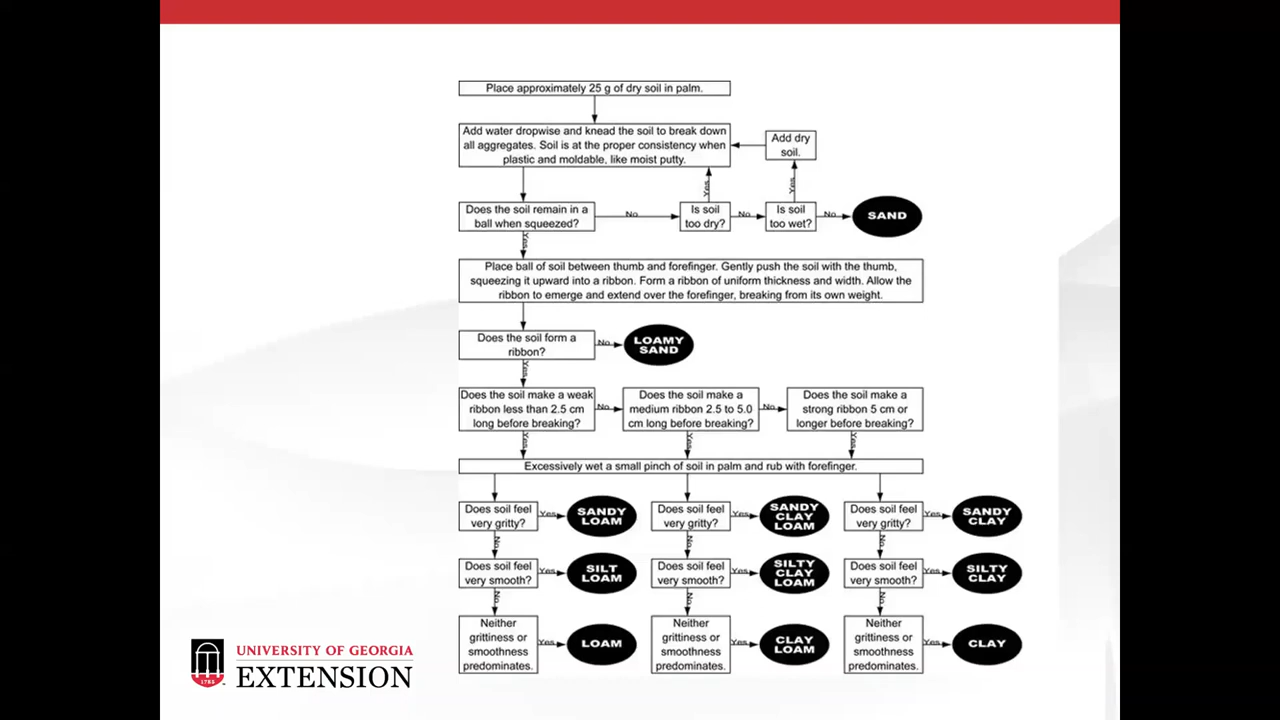 Place approximately 25 g of dry soil in palm.
Add water dropwise and knead the soil to break down
all aggregates. Soil is at the proper consistency when
plastic and moldable, like moist putty.
Add dry
soil.
Yes
Yes
Does the soil remain in a
ball when squeezed?
No
Is soil
too dry?
No
Is soil
too wet?
No
SAND
Yes
Place ball of soil between thumb and forefinger. Gently push the soil with the thumb,
squeezing it upward into a ribbon. Form a ribbon of uniform thickness and width. Allow the
ribbon to emerge and extend over the forefinger, breaking from its own weight.
Does the soil form a
ribbon?
No
LOAMY
SAND
Yes
Does the soil make a weak
ribbon less than 2.5 cm
long before breaking?
No
Does the soil make a
medium ribbon 2.5 to 5.0
cm long before breaking?
No
Does the soil make a
strong ribbon 5 cm or
longer before breaking?
Yes
Yes
Yes
Excessively wet a small pinch of soil in palm and rub with forefinger.
Does soil feel
very gritty?
Yes
SANDY
LOAM
Does soil feel
very gritty?
Yes
SANDY
CLAY
LOAM
Does soil feel
very gritty?
Yes
SANDY
CLAY
No
No
No
Does soil feel
very smooth?
Yes
SILT
LOAM
Does soil feel
very smooth?
Yes
SILTY
CLAY
LOAM
Does soil feel
very smooth?
Yes
SILTY
CLAY
No
No
No
Neither
grittiness or
smoothness
predominates.
Yes
LOAM
Neither
grittiness or
smoothness
predominates.
Yes
CLAY
LOAM
Neither
grittiness or
smoothness
predominates.
Yes
CLAY
1785
UNIVERSITY OF GEORGIA
EXTENSION